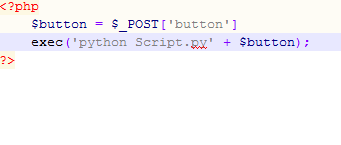 <?php
$button = $_POST['button']
exec('python Script.py' + $button);
?>